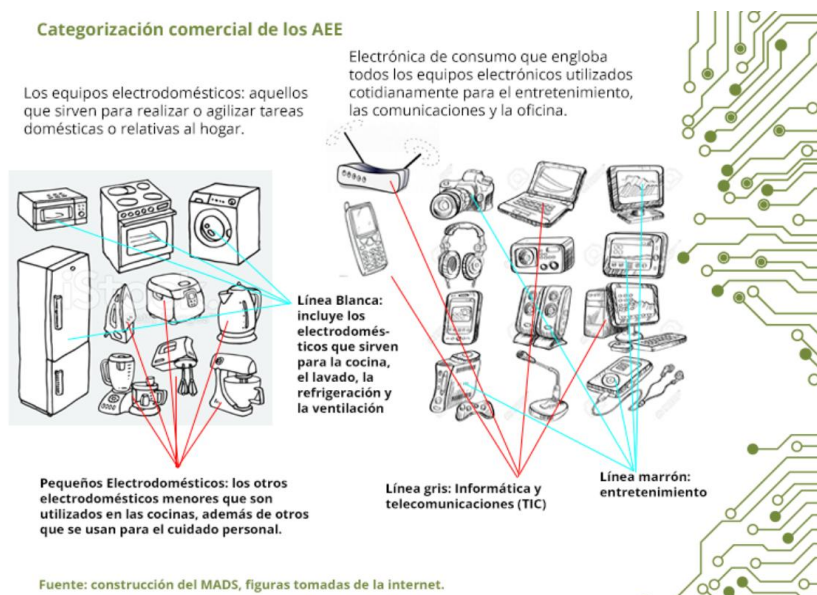 Categorización comercial de los AEE
Los equipos electrodomésticos: aquellos
que sirven para realizar o agilizar tareas
domésticas o relativas al hogar.
Electrónica de consumo que engloba
todos los equipos electrónicos utilizados
cotidianamente para el entretenimiento,
las comunicaciones y la oficina.
Línea Blanca:
incluye los
electrodomés-
ticos que sirven
para la cocina,
el lavado, la
refrigeración y
la ventilación
Pequeños Electrodomésticos: los otros
electrodomésticos menores que son
utilizados en las cocinas, además de otros
que se usan para el cuidado personal.
Línea gris: Informática y
telecomunicaciones (TIC)
Línea marrón:
entretenimiento
Fuente: construcción del MADS, figuras tomadas de la internet.